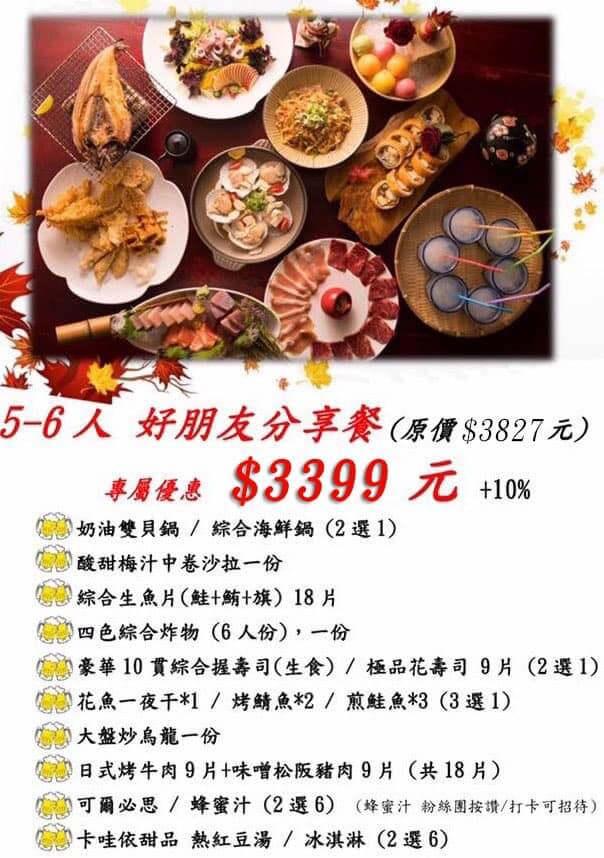 5-6人 好朋友分享餐(原價$3827元)
專屬優惠 $3399 元 +10%
奶油雙貝鍋 / 綜合海鮮鍋 (2選1)
酸甜梅汁中卷沙拉一份
綜合生魚片(鮭+鮪+旗) 18片
四色綜合炸物 (6人份),一份
豪華10貫綜合握壽司(生食) / 極品花壽司 9片 (2選1)
花魚一夜干*1 / 烤鯖魚*2 / 煎鮭魚*3 (3選1)
大盤炒烏龍一份
日式烤牛肉9片+味噌松阪豬肉9片 (共18片)
可爾必思 / 蜂蜜汁 (2選6) (蜂蜜汁 粉絲團按讚/打卡可招待)
卡哇依甜品 熱紅豆湯 / 冰淇淋 (2選6)